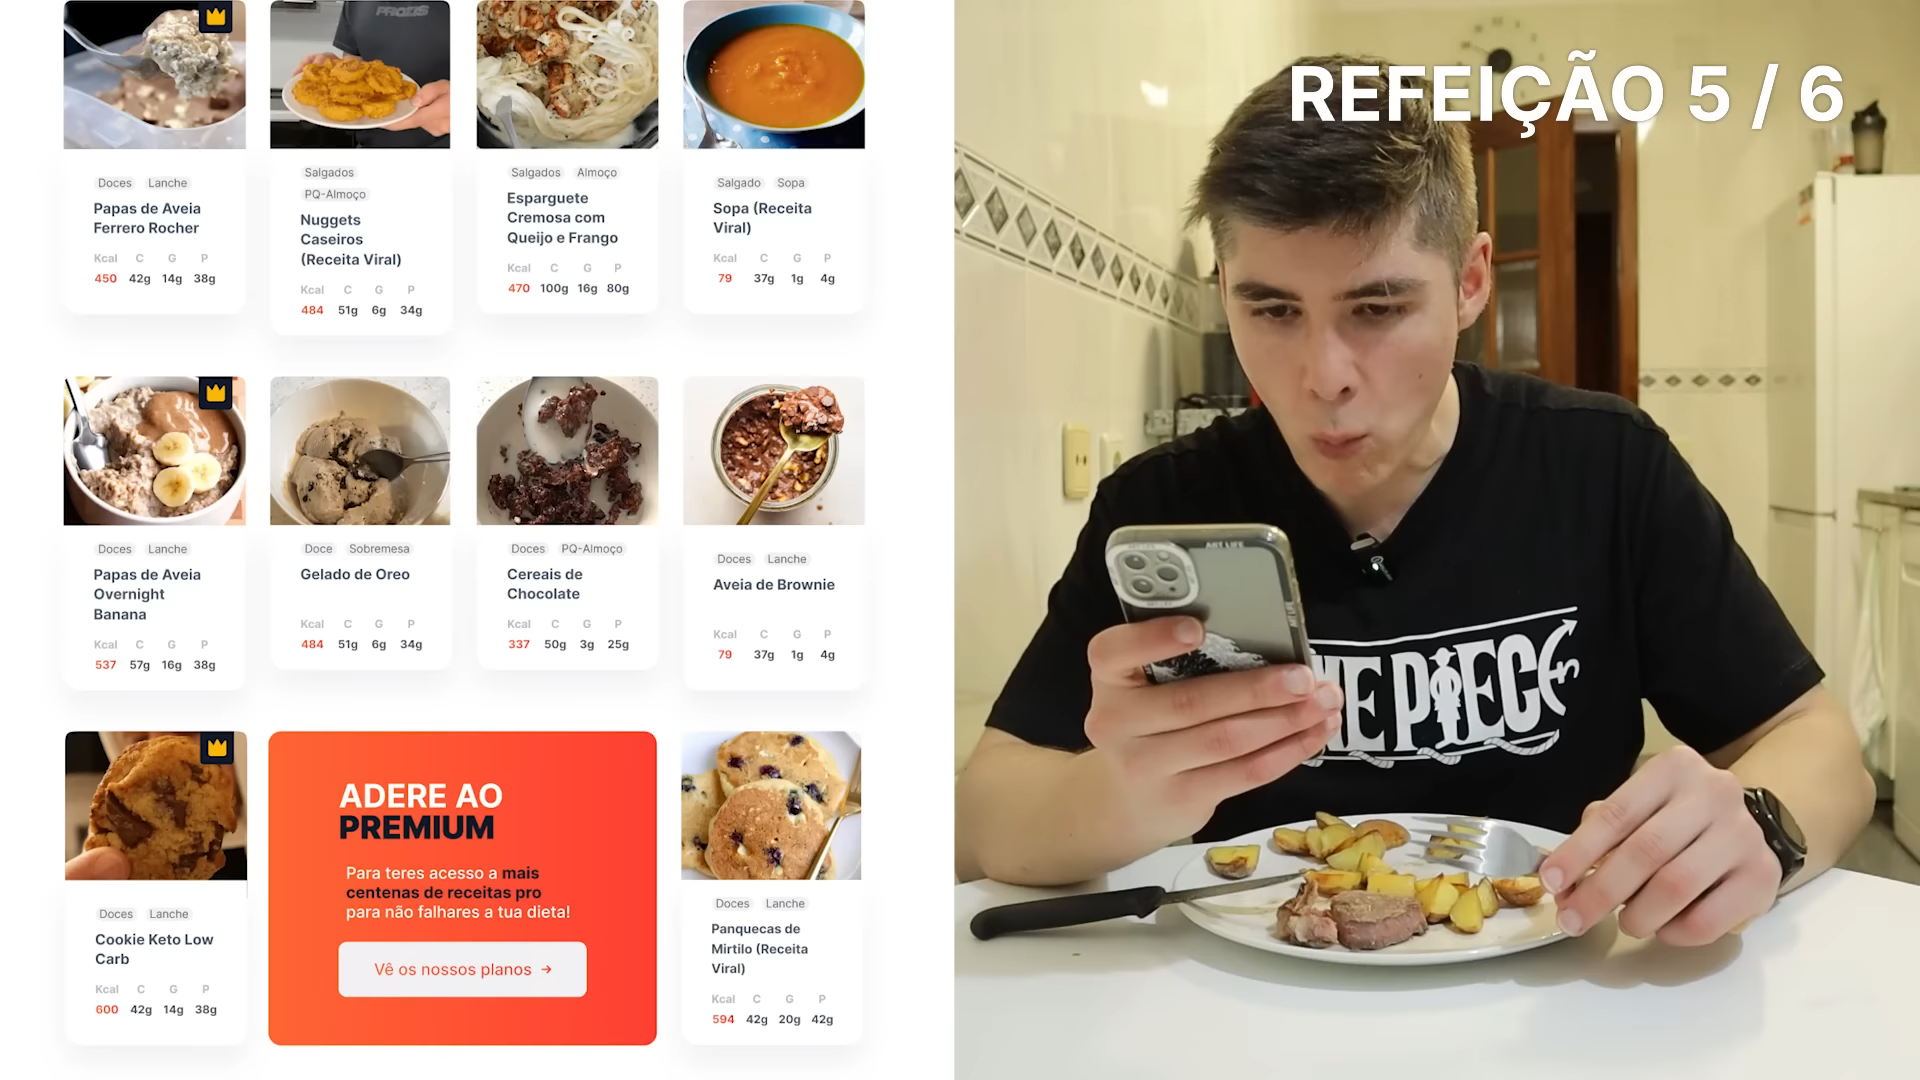 PROZIS
Doces Lanche
Papas de Aveia
Ferrero Rocher
Kcal C G P
450 42g 14g 38g
Salgados
PQ-Almoço
Nuggets
Caseiros
(Receita Viral)
Kcal C G P
484 51g 6g 34g
Salgados Almoço
Esparguete
Cremosa com
Queijo e Frango
Kcal C G P
470 100g 16g 80g
Salgado Sopa
Sopa (Receita
Viral)
Kcal C G P
79 37g 1g 4g
Doces Lanche
Papas de Aveia
Overnight
Banana
Kcal C G P
537 57g 16g 38g
Doce Sobremesa
Gelado de Oreo
Kcal C G P
484 51g 6g 34g
Doces PQ-Almoço
Cereais de
Chocolate
Kcal C G P
337 50g 3g 25g
Doces Lanche
Aveia de Brownie
Kcal C G P
79 37g 1g 4g
Doces Lanche
Cookie Keto Low
Carb
Kcal C G P
600 42g 14g 38g
ADERE AO
PREMIUM
Para teres acesso a mais
centenas de receitas pro
para não falhares a tua dieta!
Vê os nossos planos →
Doces Lanche
Panquecas de
Mirtilo (Receita
Viral)
Kcal C G P
594 42g 20g 42g
REFEIÇÃO 5 / 6
ART LIFE
ART LIFE
NE PIECE